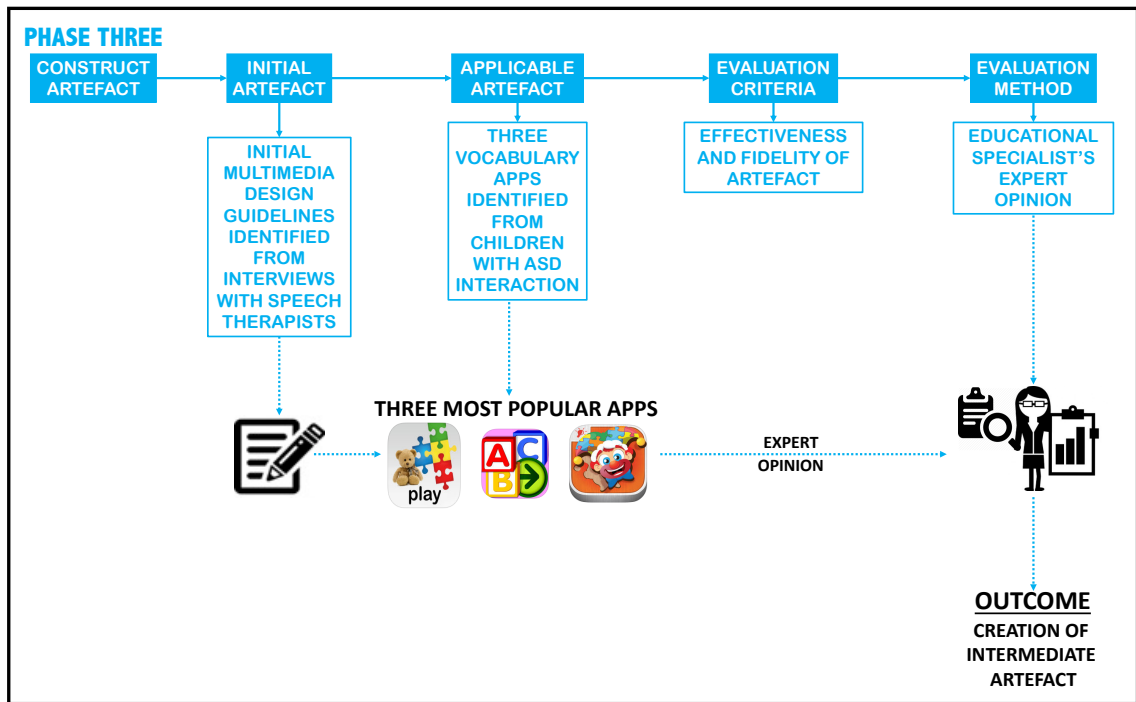 PHASE THREE
CONSTRUCT
ARTEFACT
INITIAL
ARTEFACT
APPLICABLE
ARTEFACT
EVALUATION
CRITERIA
EVALUATION
METHOD
INITIAL
MULTIMEDIA
DESIGN
GUIDELINES
IDENTIFIED
FROM
INTERVIEWS
WITH SPEECH
THERAPISTS
THREE
VOCABULARY
APPS
IDENTIFIED
FROM
CHILDREN
WITH ASD
INTERACTION
EFFECTIVENESS
AND FIDELITY OF
ARTEFACT
EDUCATIONAL
SPECIALIST'S
EXPERT
OPINION
THREE MOST POPULAR APPS
play
A
C
B
EXPERT
OPINION
OUTCOME
CREATION OF
INTERMEDIATE
ARTEFACT